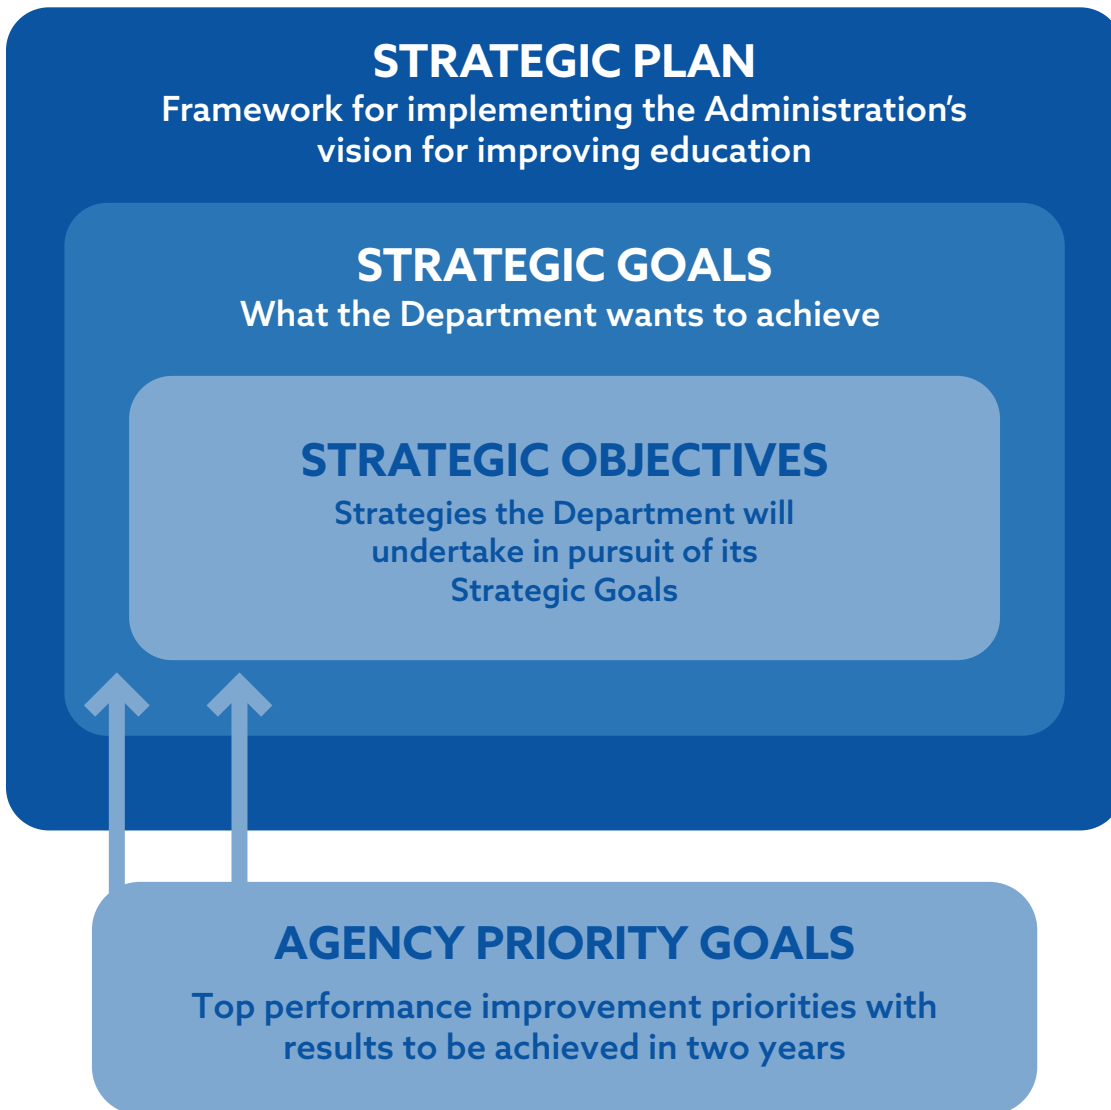 STRATEGIC PLAN
Framework for implementing the Administration’s
vision for improving education
STRATEGIC GOALS
What the Department wants to achieve
STRATEGIC OBJECTIVES
Strategies the Department will
undertake in pursuit of its
Strategic Goals
AGENCY PRIORITY GOALS
Top performance improvement priorities with
results to be achieved in two years